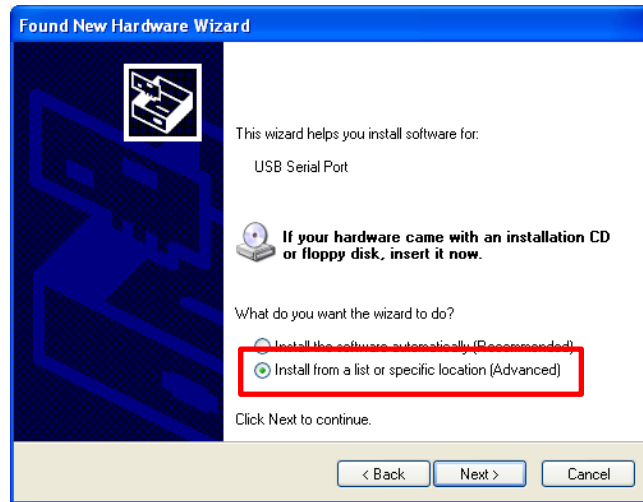 Found New Hardware Wizard
This wizard helps you install software for:
USB Serial Port
If your hardware came with an installation CD
or floppy disk, insert it now.
What do you want the wizard to do?
Install the software automatically (Recommended)
Install from a list or specific location (Advanced)
Click Next to continue.
< Back Next > Cancel